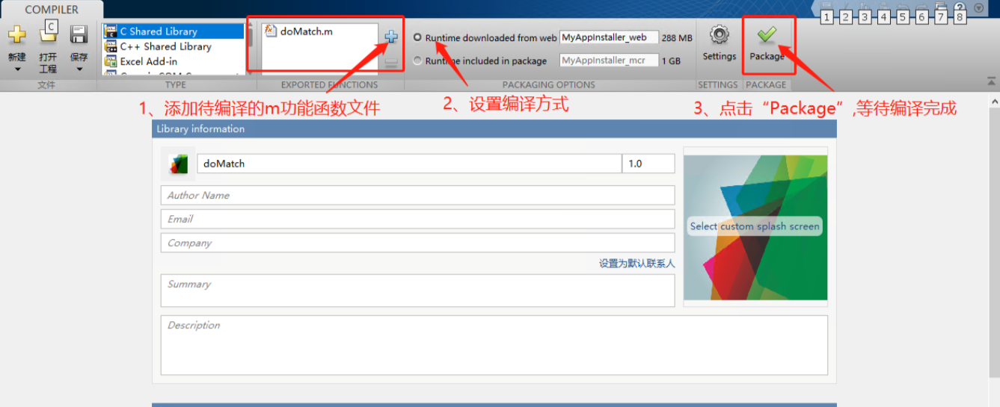 COMPILER
1 2 3 4 5 6 7 8
C
新建
打开
工程
保存
文件
C Shared Library
C++ Shared Library
Excel Add-in
TYPE
doMatch.m
EXPORTED FUNCTIONS
Runtime downloaded from web MyAppInstaller_web 288 MB
Runtime included in package MyAppInstaller_mcr 1 GB
PACKAGING OPTIONS
Settings
SETTINGS
Package
PACKAGE
1、添加待编译的m功能函数文件
2、设置编译方式
3、点击“Package”,等待编译完成
Library information
doMatch 1.0
Author Name
Email
Company
设置为默认联系人
Summary
Description
Select custom splash screen